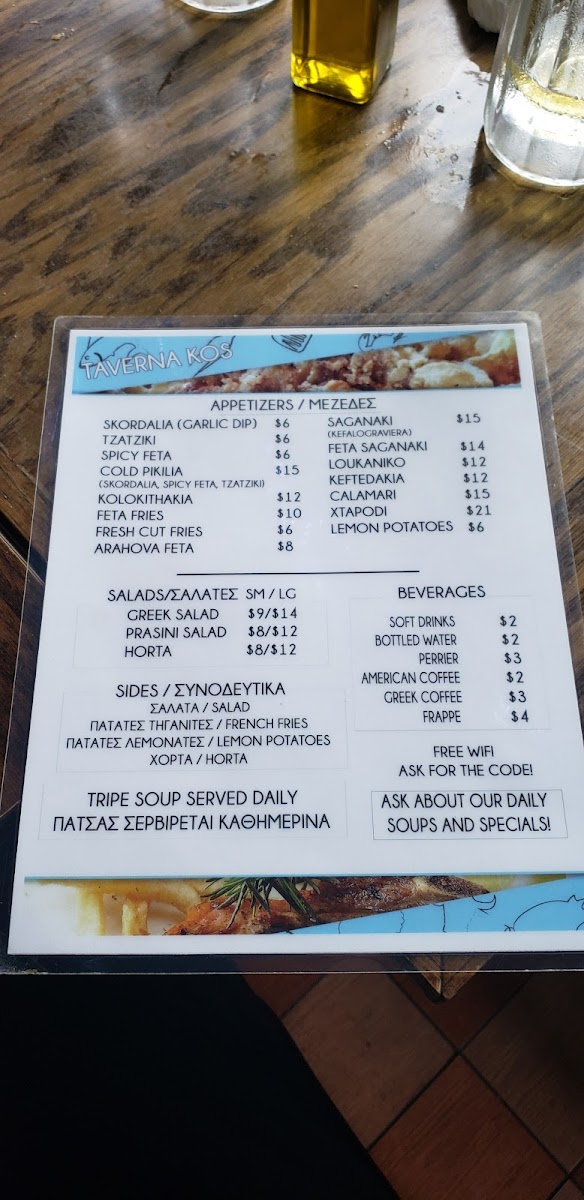 TAVERNA KOS
APPETIZERS / ΜΕΖΕΔΕΣ
SKORDALIA (GARLIC DIP) $6
TZATZIKI $6
SPICY FETA $6
COLD PIKILIA $15
(SKORDALIA, SPICY FETA, TZATZIKI)
KOLOKITHAKIA $12
FETA FRIES $10
FRESH CUT FRIES $6
ARAHOVA FETA $8
SAGANAKI $15
(KEFALOGRAVIERA)
FETA SAGANAKI $14
LOUKANIKO $12
KEFTEDAKIA $12
CALAMARI $15
XTAPODI $21
LEMON POTATOES $6
SALADS/ΣΑΛΑΤΕΣ SM / LG
GREEK SALAD $9/$14
PRASINI SALAD $8/$12
HORTA $8/$12
SIDES / ΣΥΝΟΔΕΥΤΙΚΑ
ΣΑΛΑΤΑ / SALAD
ΠΑΤΑΤΕΣ ΤΗΓΑΝΙΤΕΣ / FRENCH FRIES
ΠΑΤΑΤΕΣ ΛΕΜΟΝΑΤΕΣ / LEMON POTATOES
ΧΟΡΤΑ / HORTA
TRIPE SOUP SERVED DAILY
ΠΑΤΣΑΣ ΣΕΡΒΙΡΕΤΑΙ ΚΑΘΗΜΕΡΙΝΑ
BEVERAGES
SOFT DRINKS $2
BOTTLED WATER $2
PERRIER $3
AMERICAN COFFEE $2
GREEK COFFEE $3
FRAPPE $4
FREE WIFI
ASK FOR THE CODE!
ASK ABOUT OUR DAILY
SOUPS AND SPECIALS!